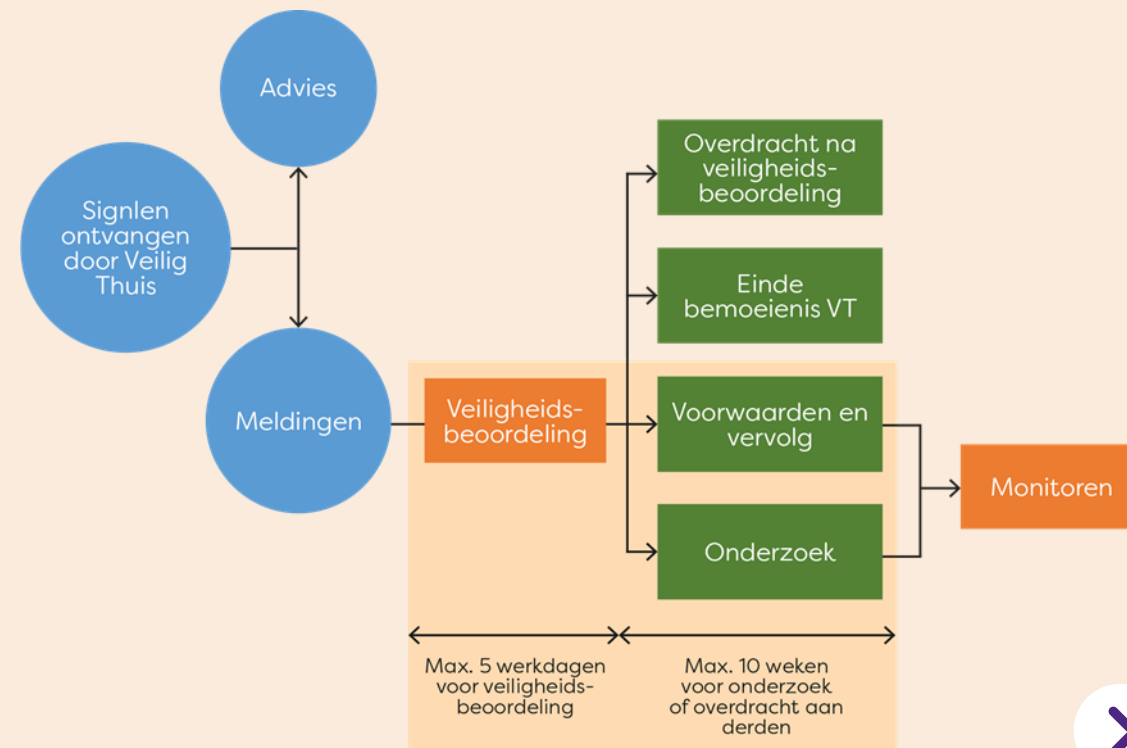 Advies
Signlen
ontvangen
door Veilig
Thuis
Meldingen
Veiligheids-
beoordeling
Overdracht na
veiligheids-
beoordeling
Einde
bemoeienis VT
Voorwaarden en
vervolg
Onderzoek
Monitoren
Max. 5 werkdagen
voor veiligheids-
beoordeling
Max. 10 weken
voor onderzoek
of overdracht aan
derden